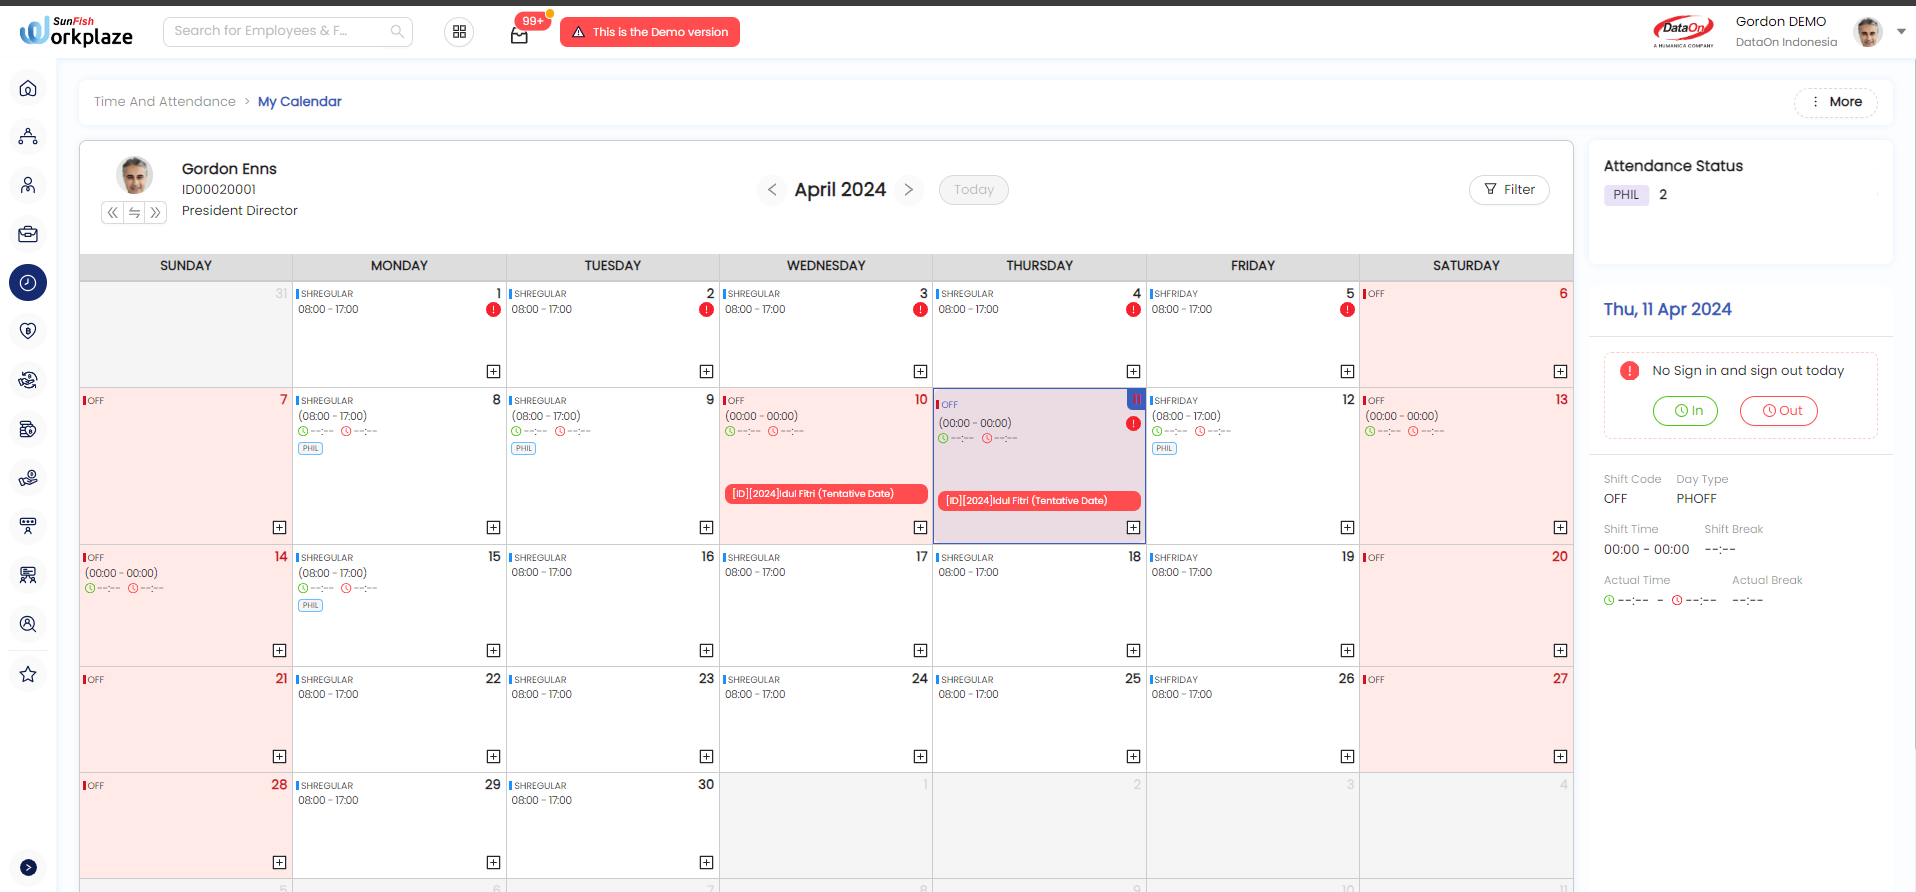 SunFish
Workplaze
Search for Employees & F...
99+
This is the Demo version
DataOn
A HUMANICA COMPANY
Gordon DEMO
DataOn Indonesia
Time And Attendance > My Calendar
More
Gordon Enns
ID00020001
President Director
April 2024
Today
Filter
SUNDAY MONDAY TUESDAY WEDNESDAY THURSDAY FRIDAY SATURDAY
31
SHREGULAR 1
08:00 - 17:00
SHREGULAR 2
08:00 - 17:00
SHREGULAR 3
08:00 - 17:00
SHREGULAR 4
08:00 - 17:00
SHFRIDAY 5
08:00 - 17:00
OFF 6
OFF 7
SHREGULAR 8
(08:00 - 17:00)
--:-- --:--
PHIL
SHREGULAR 9
(08:00 - 17:00)
--:-- --:--
PHIL
OFF 10
(00:00 - 00:00)
--:-- --:--
[ID][2024]Idul Fitri (Tentative Date)
OFF 11
(00:00 - 00:00)
--:-- --:--
[ID][2024]Idul Fitri (Tentative Date)
SHFRIDAY 12
(08:00 - 17:00)
--:-- --:--
PHIL
OFF 13
(00:00 - 00:00)
--:-- --:--
OFF 14
(00:00 - 00:00)
--:-- --:--
SHREGULAR 15
(08:00 - 17:00)
--:-- --:--
PHIL
SHREGULAR 16
08:00 - 17:00
SHREGULAR 17
08:00 - 17:00
SHREGULAR 18
08:00 - 17:00
SHFRIDAY 19
08:00 - 17:00
OFF 20
OFF 21
SHREGULAR 22
08:00 - 17:00
SHREGULAR 23
08:00 - 17:00
SHREGULAR 24
08:00 - 17:00
SHREGULAR 25
08:00 - 17:00
SHFRIDAY 26
08:00 - 17:00
OFF 27
OFF 28
SHREGULAR 29
08:00 - 17:00
SHREGULAR 30
08:00 - 17:00
1
2
3
4
5 6 7 8 9 10 11
Attendance Status
PHIL 2
Thu, 11 Apr 2024
No Sign in and sign out today
In Out
Shift Code Day Type
OFF PHOFF
Shift Time Shift Break
00:00 - 00:00 --:--
Actual Time Actual Break
--:-- - --:-- --:--